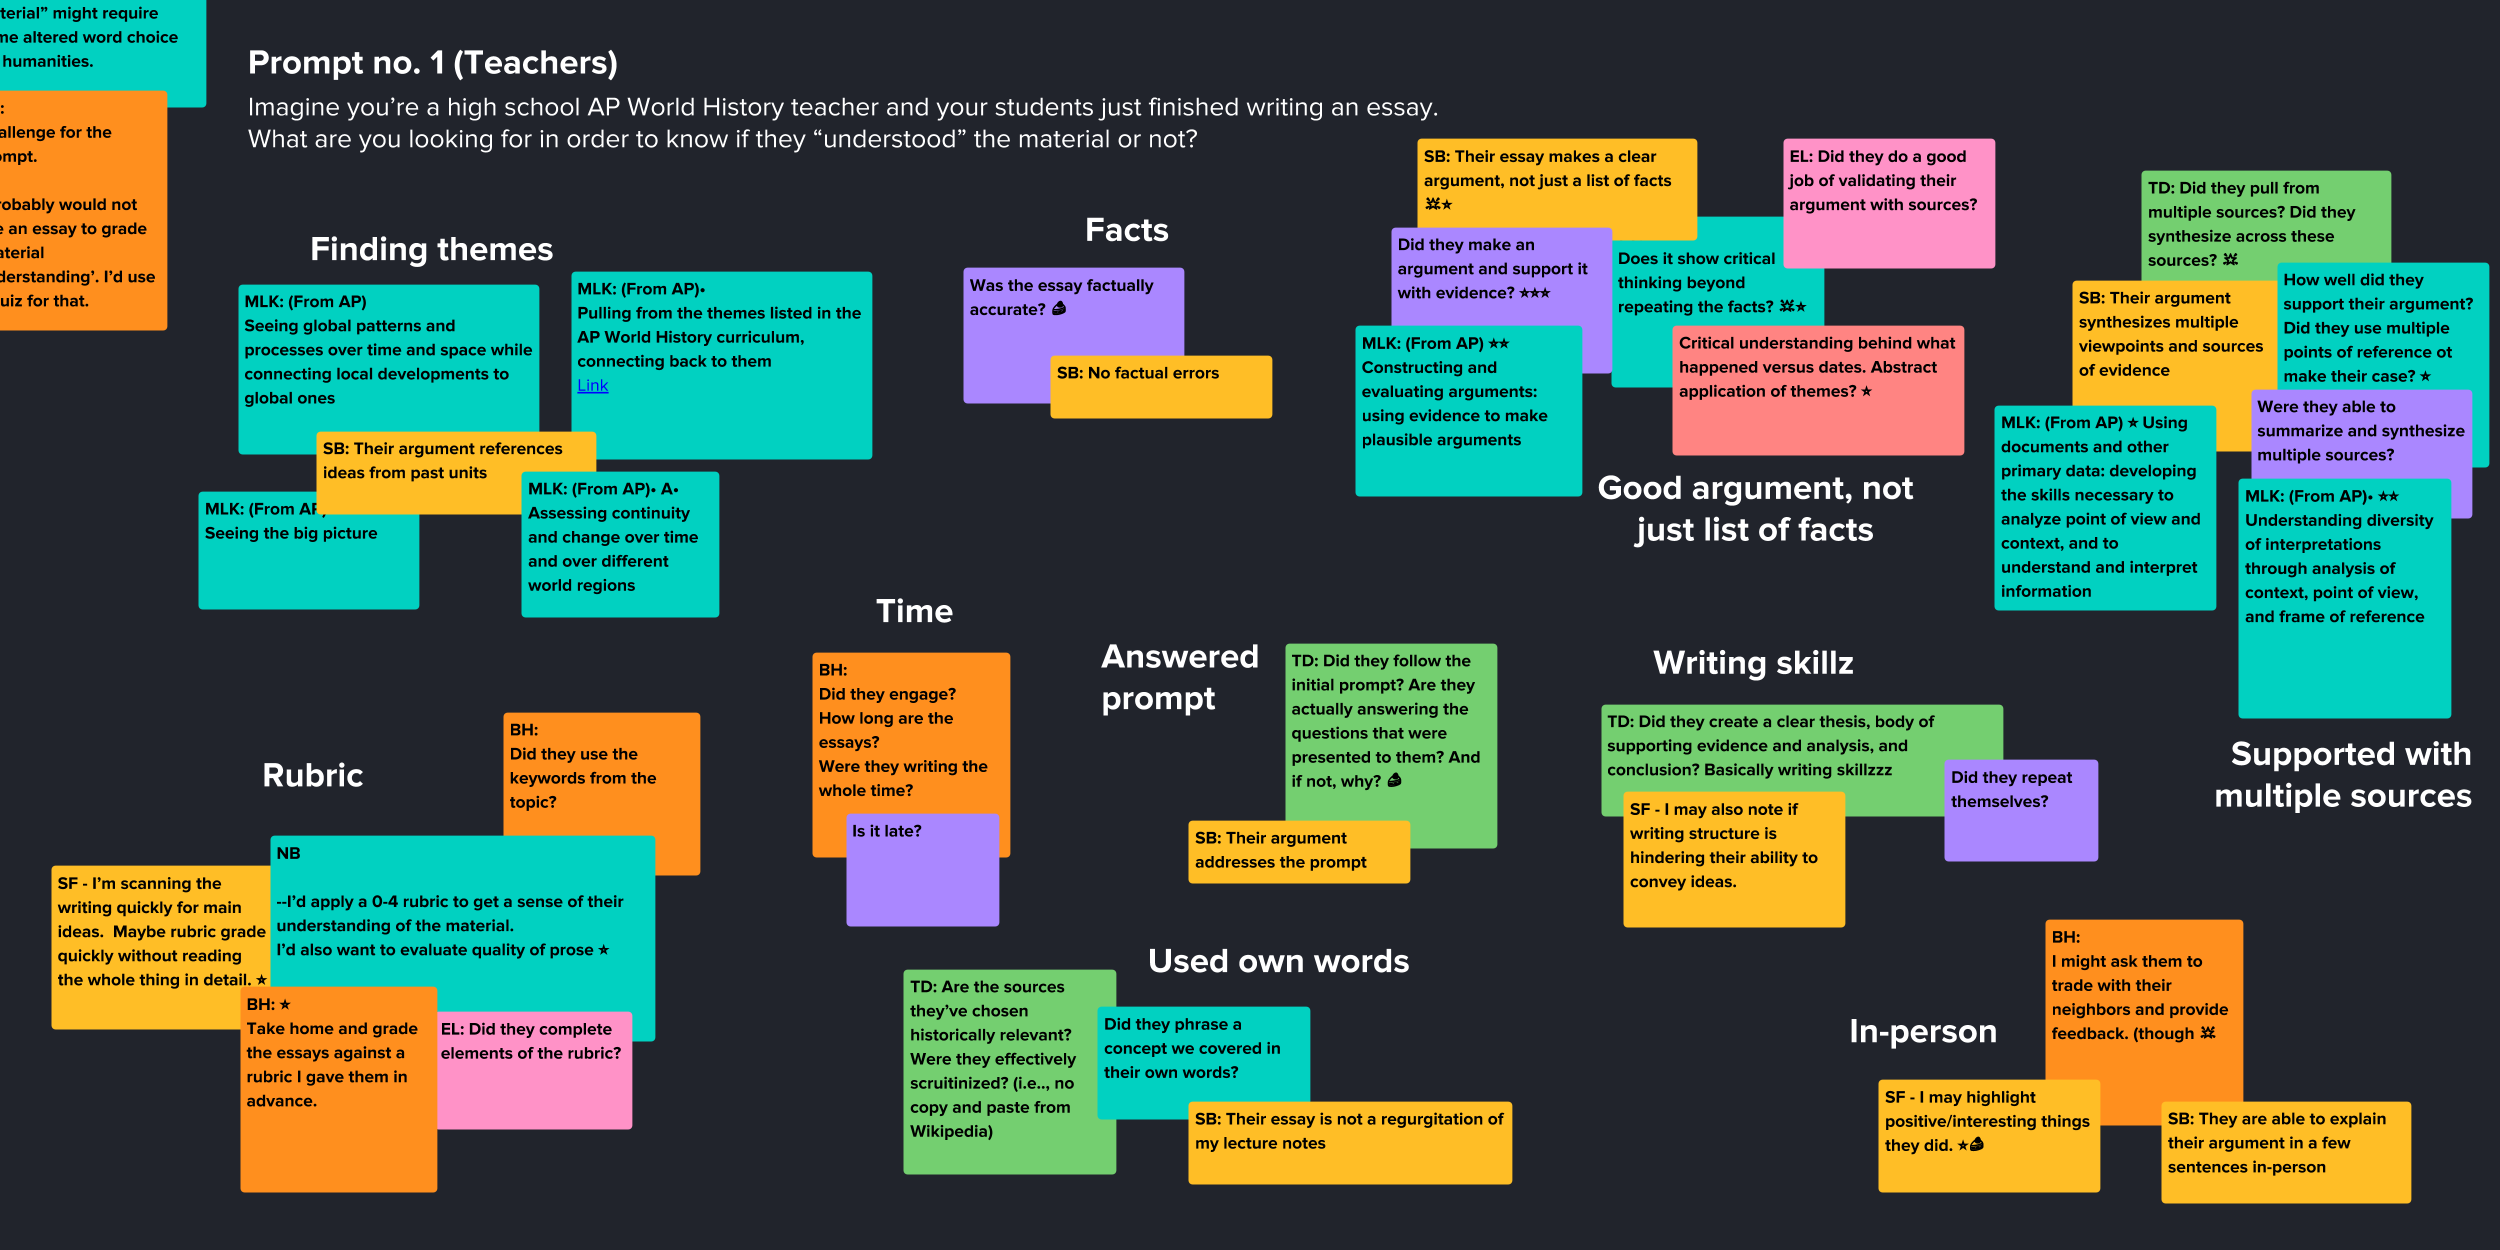 terial” might require
me altered word choice
humanities.
:
allenge for the
ompt.
robably would not
e an essay to grade
aterial
derstanding’. I’d use
uiz for that.
Prompt no. 1 (Teachers)
Imagine you’re a high school AP World History teacher and your students just finished writing an essay.
What are you looking for in order to know if they “understood” the material or not?
Finding themes
MLK: (From AP)
Seeing global patterns and
processes over time and space while
connecting local developments to
global ones
MLK: (From AP)•
Pulling from the themes listed in the
AP World History curriculum,
connecting back to them
Link
SB: Their argument references
ideas from past units
MLK: (From AP)
Seeing the big picture
MLK: (From AP)• A•
Assessing continuity
and change over time
and over different
world regions
Facts
Was the essay factually
accurate?
SB: No factual errors
SB: Their essay makes a clear
argument, not just a list of facts
★
EL: Did they do a good
job of validating their
argument with sources?
Did they make an
argument and support it
with evidence? ★★★
Does it show critical
thinking beyond
repeating the facts? ★
MLK: (From AP) ★★
Constructing and
evaluating arguments:
using evidence to make
plausible arguments
Critical understanding behind what
happened versus dates. Abstract
application of themes? ★
Good argument, not
just list of facts
TD: Did they pull from
multiple sources? Did they
synthesize across these
sources?
SB: Their argument
synthesizes multiple
viewpoints and sources
of evidence
How well did they
support their argument?
Did they use multiple
points of reference ot
make their case? ★
Were they able to
summarize and synthesize
multiple sources?
MLK: (From AP) ★ Using
documents and other
primary data: developing
the skills necessary to
analyze point of view and
context, and to
understand and interpret
information
MLK: (From AP)• ★★
Understanding diversity
of interpretations
through analysis of
context, point of view,
and frame of reference
Supported with
multiple sources
Time
BH:
Did they engage?
How long are the
essays?
Were they writing the
whole time?
Is it late?
Answered
prompt
TD: Did they follow the
initial prompt? Are they
actually answering the
questions that were
presented to them? And
if not, why?
SB: Their argument
addresses the prompt
Writing skillz
TD: Did they create a clear thesis, body of
supporting evidence and analysis, and
conclusion? Basically writing skillzzz
SF - I may also note if
writing structure is
hindering their ability to
convey ideas.
Did they repeat
themselves?
Rubric
BH:
Did they use the
keywords from the
topic?
SF - I’m scanning the
writing quickly for main
ideas.  Maybe rubric grade
quickly without reading
the whole thing in detail. ★
NB
--I’d apply a 0-4 rubric to get a sense of their
understanding of the material.
I’d also want to evaluate quality of prose ★
BH: ★
Take home and grade
the essays against a
rubric I gave them in
advance.
EL: Did they complete
elements of the rubric?
Used own words
TD: Are the sources
they’ve chosen
historically relevant?
Were they effectively
scruitinized? (i.e.., no
copy and paste from
Wikipedia)
Did they phrase a
concept we covered in
their own words?
SB: Their essay is not a regurgitation of
my lecture notes
In-person
BH:
I might ask them to
trade with their
neighbors and provide
feedback. (though
SF - I may highlight
positive/interesting things
they did. ★
SB: They are able to explain
their argument in a few
sentences in-person